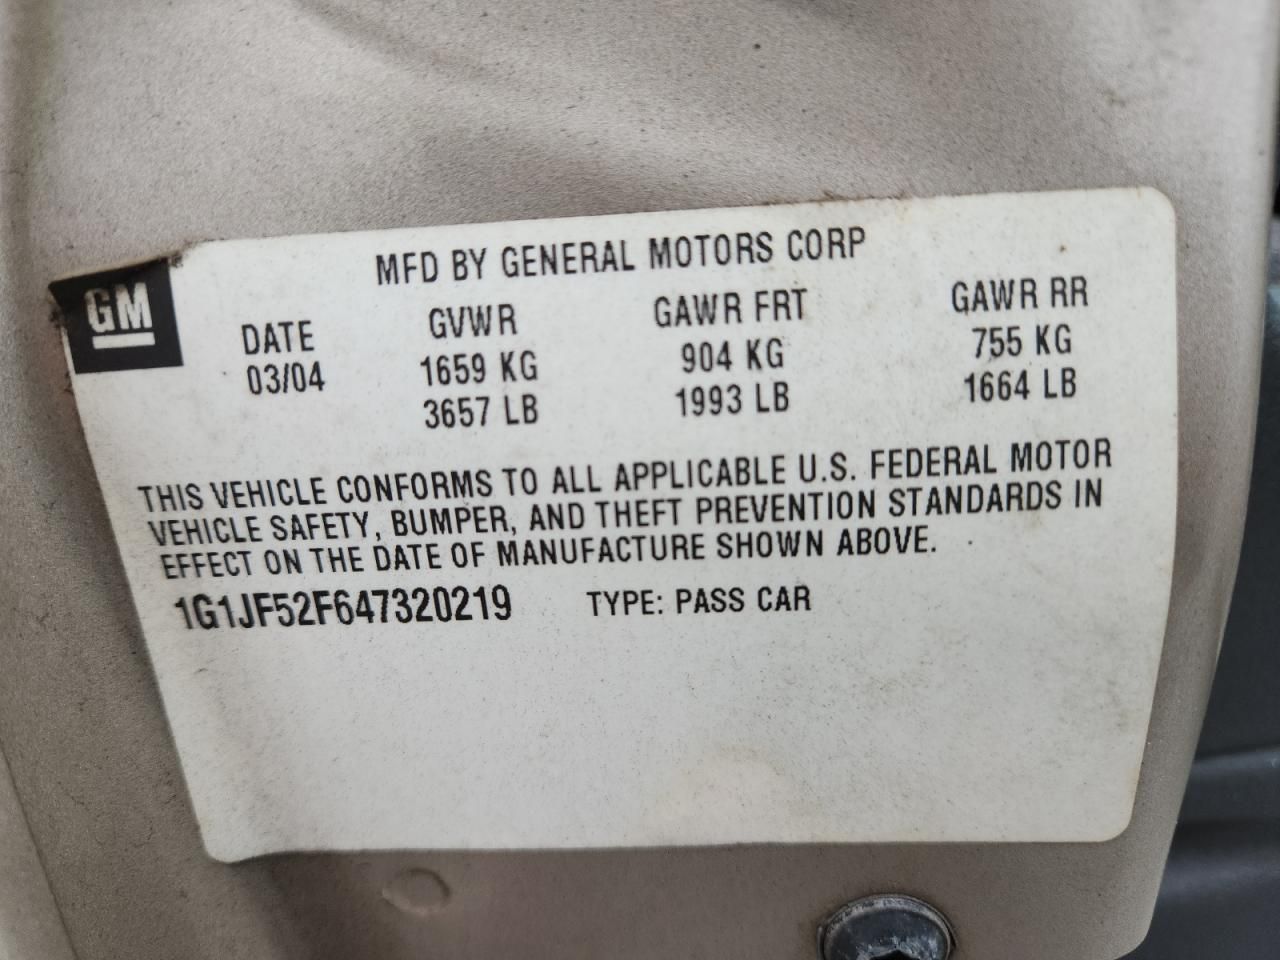 MFD BY GENERAL MOTORS CORP
GM
DATE GVWR GAWR FRT GAWR RR
03/04 1659 KG 904 KG 755 KG
3657 LB 1993 LB 1664 LB
THIS VEHICLE CONFORMS TO ALL APPLICABLE U.S. FEDERAL MOTOR
VEHICLE SAFETY, BUMPER, AND THEFT PREVENTION STANDARDS IN
EFFECT ON THE DATE OF MANUFACTURE SHOWN ABOVE.
1G1JF52F647320219 TYPE: PASS CAR